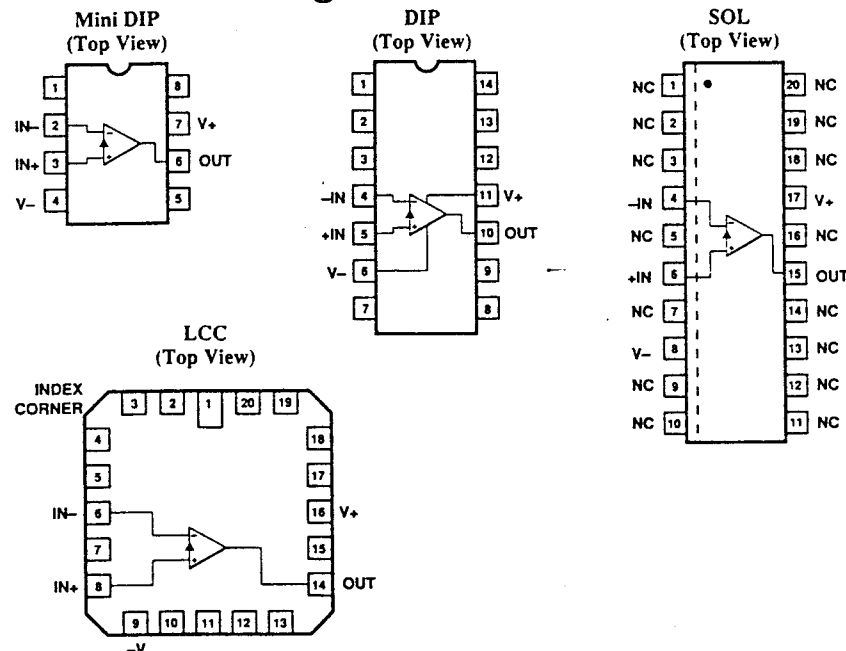 Mini DIP
(Top View)
1 8
IN– 2 7 V+
IN+ 3 6 OUT
V– 4 5
– +
DIP
(Top View)
1 14
2 13
3 12
–IN 4 11 V+
+IN 5 10 OUT
V– 6 9
7 8
– +
SOL
(Top View)
NC 1 20 NC
NC 2 19 NC
NC 3 18 NC
–IN 4 17 V+
NC 5 16 NC
+IN 6 15 OUT
NC 7 14 NC
V– 8 13 NC
NC 9 12 NC
NC 10 11 NC
– +
LCC
(Top View)
INDEX
CORNER
3 2 1 20 19
4 18
5 17
IN– 6 16 V+
7 15
IN+ 8 14 OUT
– +
9 10 11 12 13
–V